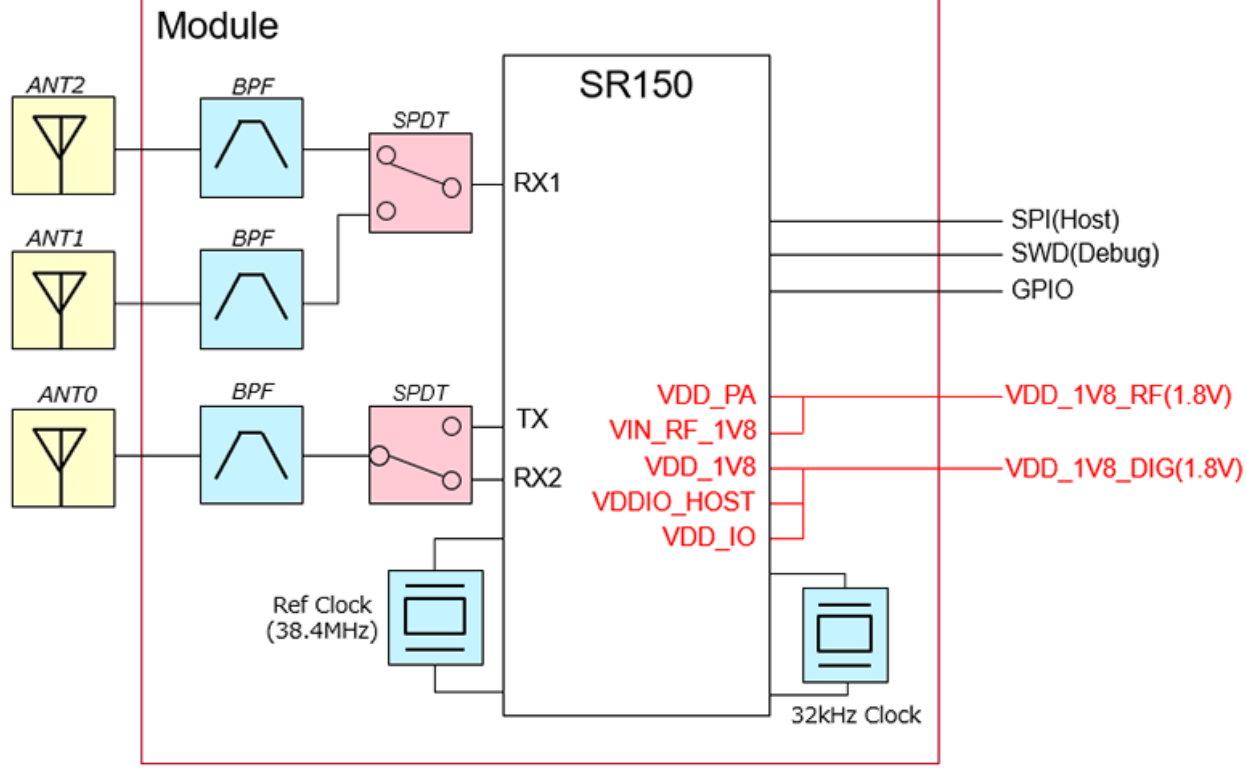 Module
SR150
ANT2
BPF
SPDT
RX1
ANT1
BPF
ANT0
BPF
SPDT
TX
RX2
SPI(Host)
SWD(Debug)
GPIO
VDD_PA
VDD_1V8_RF(1.8V)
VIN_RF_1V8
VDD_1V8
VDD_1V8_DIG(1.8V)
VDDIO_HOST
VDD_IO
Ref Clock
(38.4MHz)
32kHz Clock